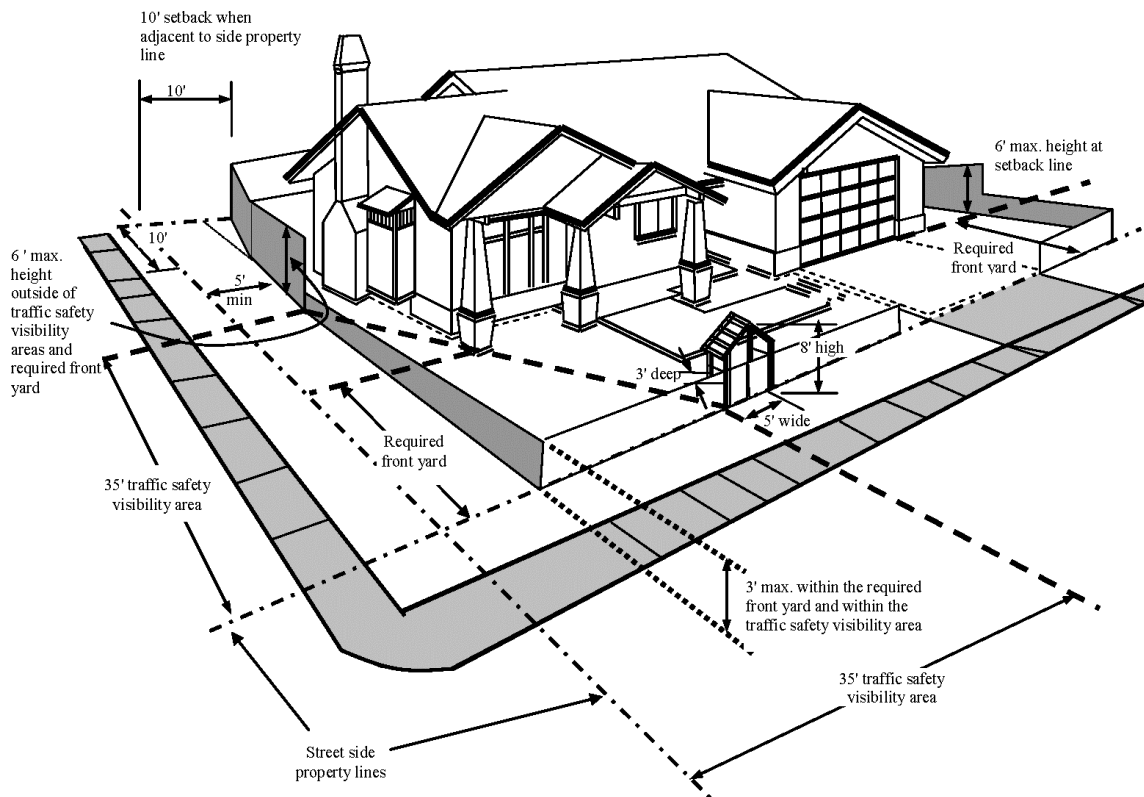 10' setback when
adjacent to side property
line
10'
6' max. height at
setback line
10'
6 ' max.
height
outside of
traffic safety
visibility
areas and
required front
yard
5'
min
Required
front yard
8' high
3' deep
5' wide
Required
front yard
35' traffic safety
visibility area
3' max. within the required
front yard and within the
traffic safety visibility area
35' traffic safety
visibility area
Street side
property lines